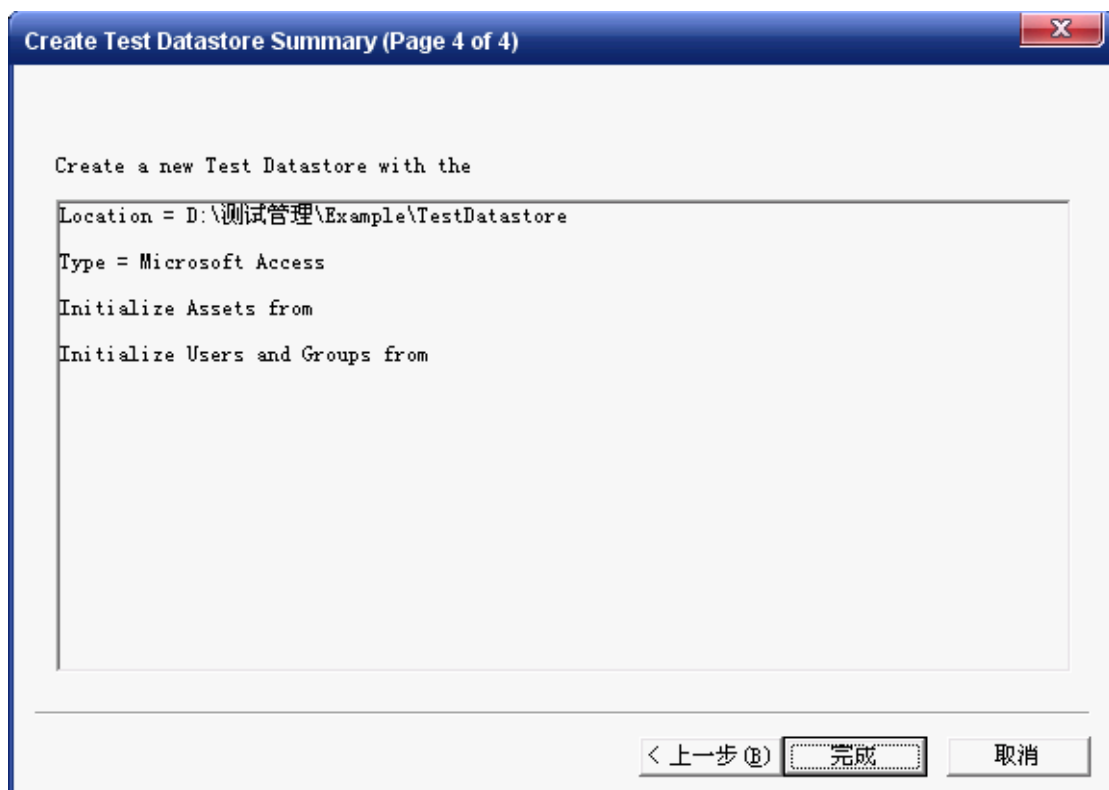 Create Test Datastore Summary (Page 4 of 4)
Create a new Test Datastore with the
Location = D:\测试管理\Example\TestDatastore
Type = Microsoft Access
Initialize Assets from
Initialize Users and Groups from
< 上一步(B) 完成 取消